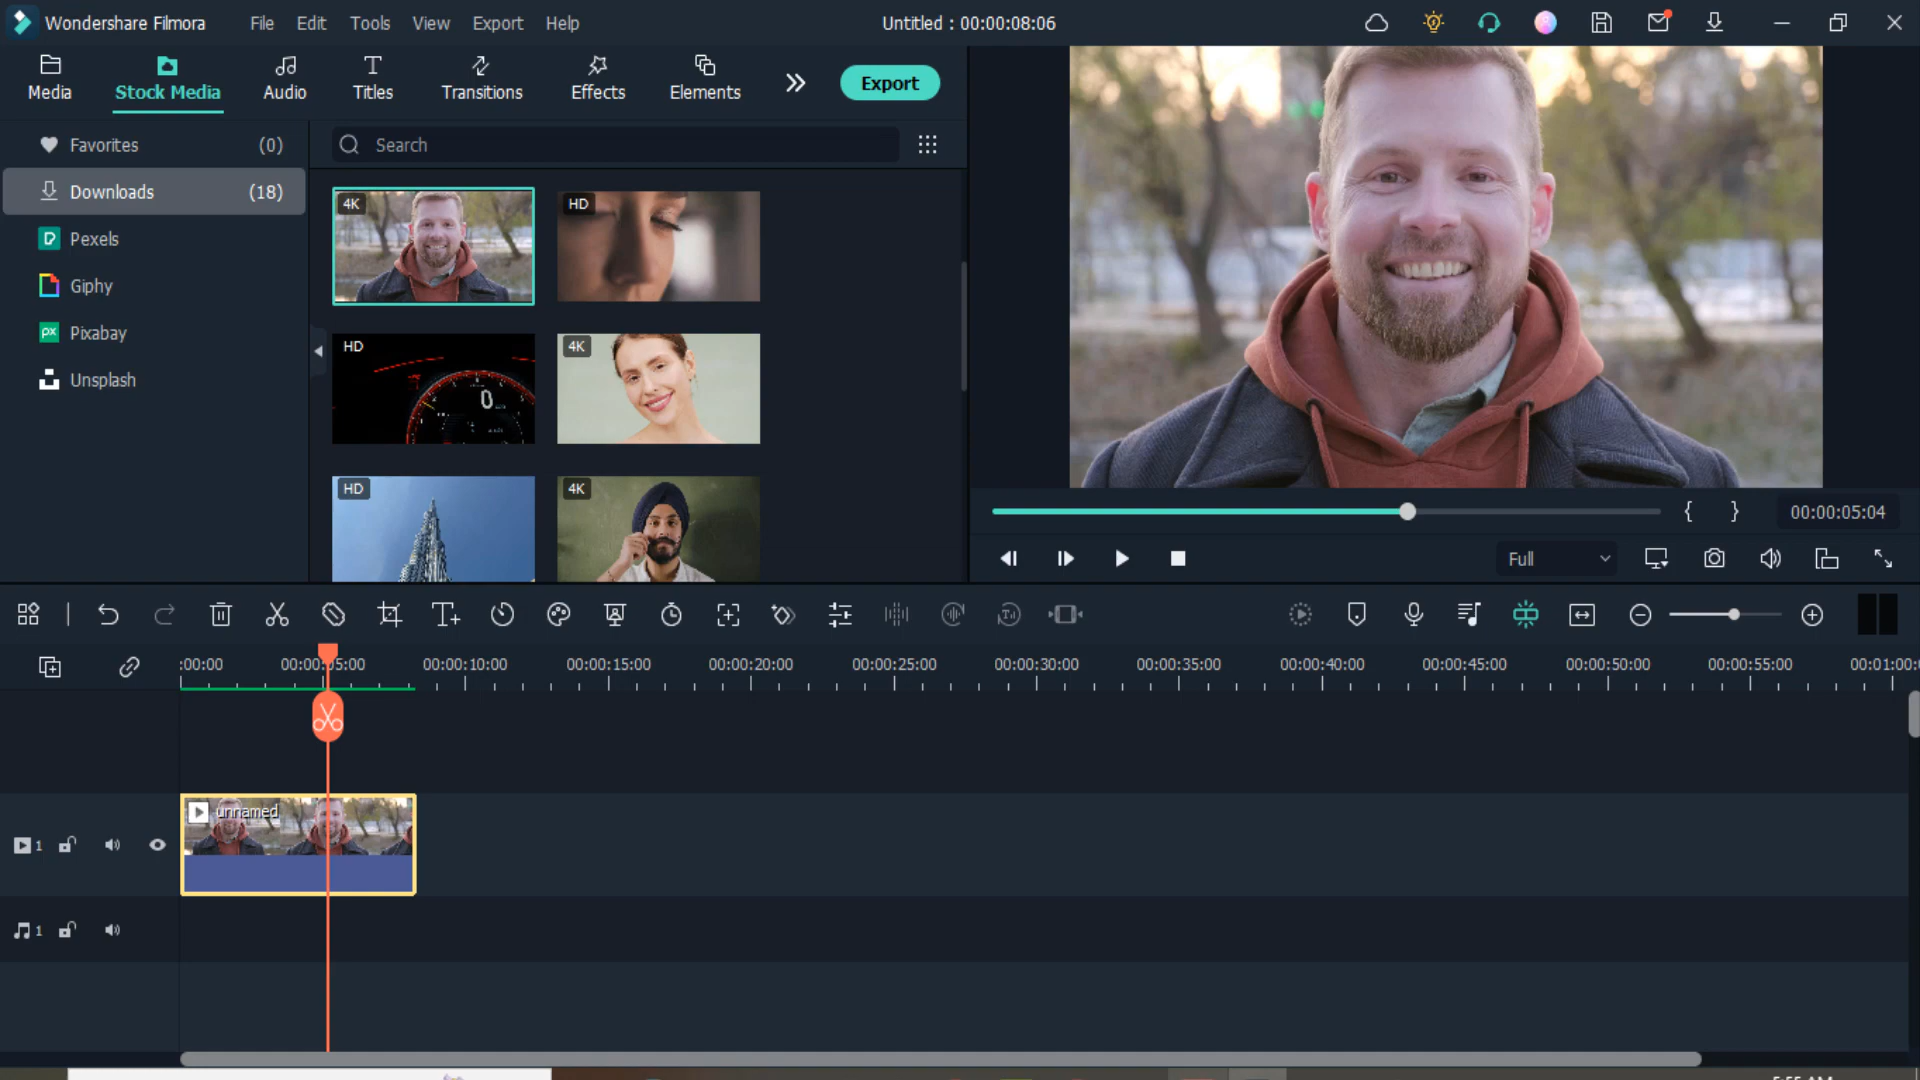 Wondershare Filmora
File Edit Tools View Export Help
Untitled : 00:00:08:06
Media
Stock Media
Audio
Titles
Transitions
Effects
Elements
Export
Favorites (0)
Downloads (18)
Pexels
Giphy
Pixabay
Unsplash
Search
4K
HD
HD
0
4K
HD
4K
00:00:05:04
Full
:00:00 00:00:05:00 00:00:10:00 00:00:15:00 00:00:20:00 00:00:25:00 00:00:30:00 00:00:35:00 00:00:40:00 00:00:45:00 00:00:50:00 00:00:55:00 00:01:00:
unnamed
1
1